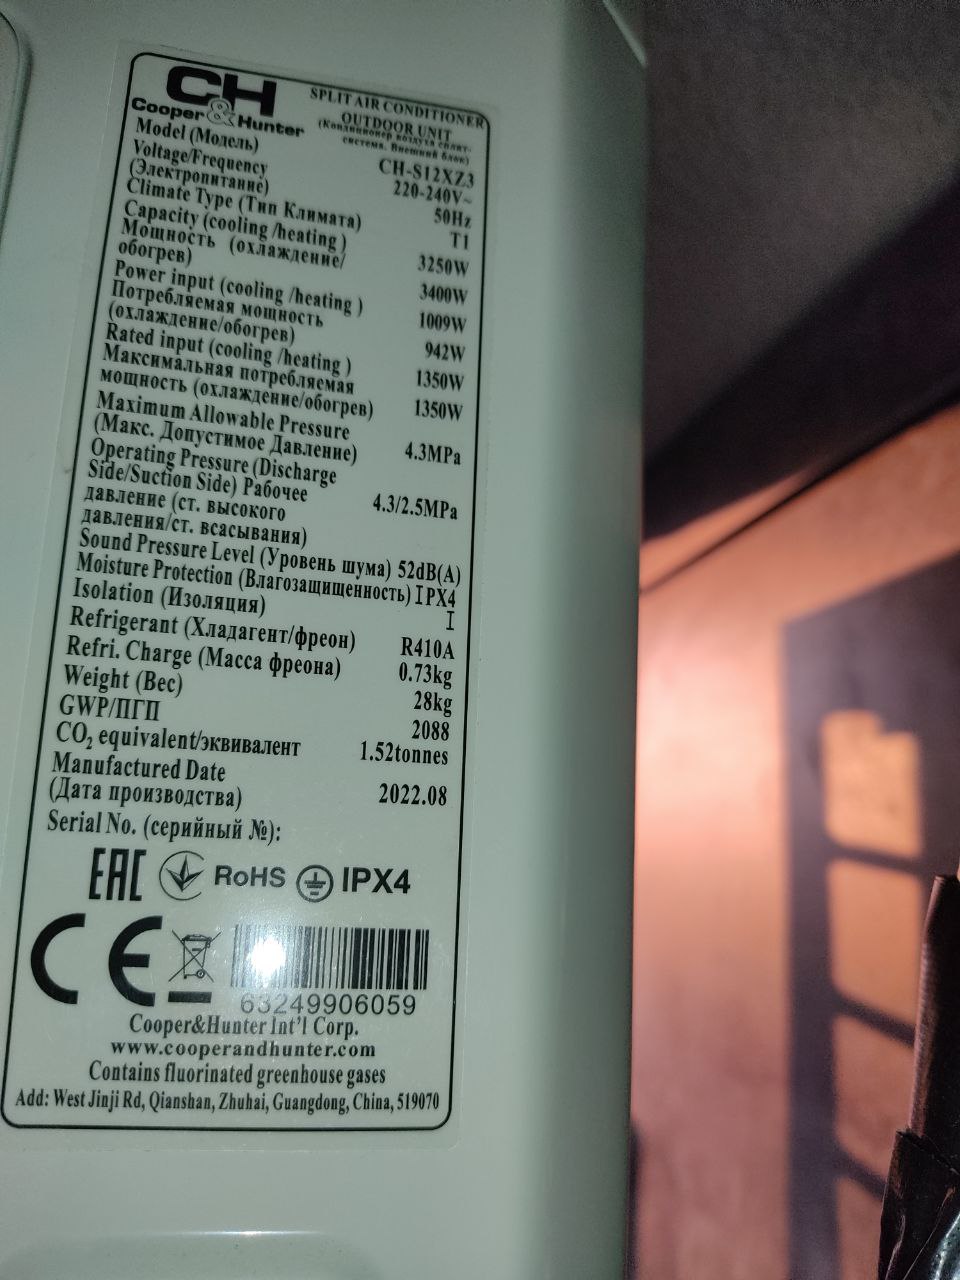 CH
Cooper & Hunter
SPLIT AIR CONDITIONER
OUTDOOR UNIT
(Кондиционер воздуха сплит-
система. Внешний блок)
Model (Модель) CH-S12XZ3
Voltage/Frequency 220-240V~
(Электропитание) 50Hz
Climate Type (Тип Климата) T1
Capacity (cooling /heating ) 3250W
Мощность (охлаждение/
обогрев) 3400W
Power input (cooling /heating ) 1009W
Потребляемая мощность
(охлаждение/обогрев) 942W
Rated input (cooling /heating ) 1350W
Максимальная потребляемая
мощность (охлаждение/обогрев) 1350W
Maximum Allowable Pressure
(Макс. Допустимое Давление) 4.3MPa
Operating Pressure (Discharge
Side/Suction Side) Рабочее 4.3/2.5MPa
давление (ст. высокого
давления/ст. всасывания)
Sound Pressure Level (Уровень шума) 52dB(A)
Moisture Protection (Влагозащищенность) IPX4
Isolation (Изоляция) I
Refrigerant (Хладагент/фреон) R410A
Refri. Charge (Масса фреона) 0.73kg
Weight (Вес) 28kg
GWP/ПГП 2088
CO₂ equivalent/эквивалент 1.52tonnes
Manufactured Date
(Дата производства) 2022.08
Serial No. (серийный №):
EAC RoHS IPX4
CE
63249906059
Cooper&Hunter Int'l Corp.
www.cooperandhunter.com
Contains fluorinated greenhouse gases
Add: West Jinji Rd, Qianshan, Zhuhai, Guangdong, China, 519070